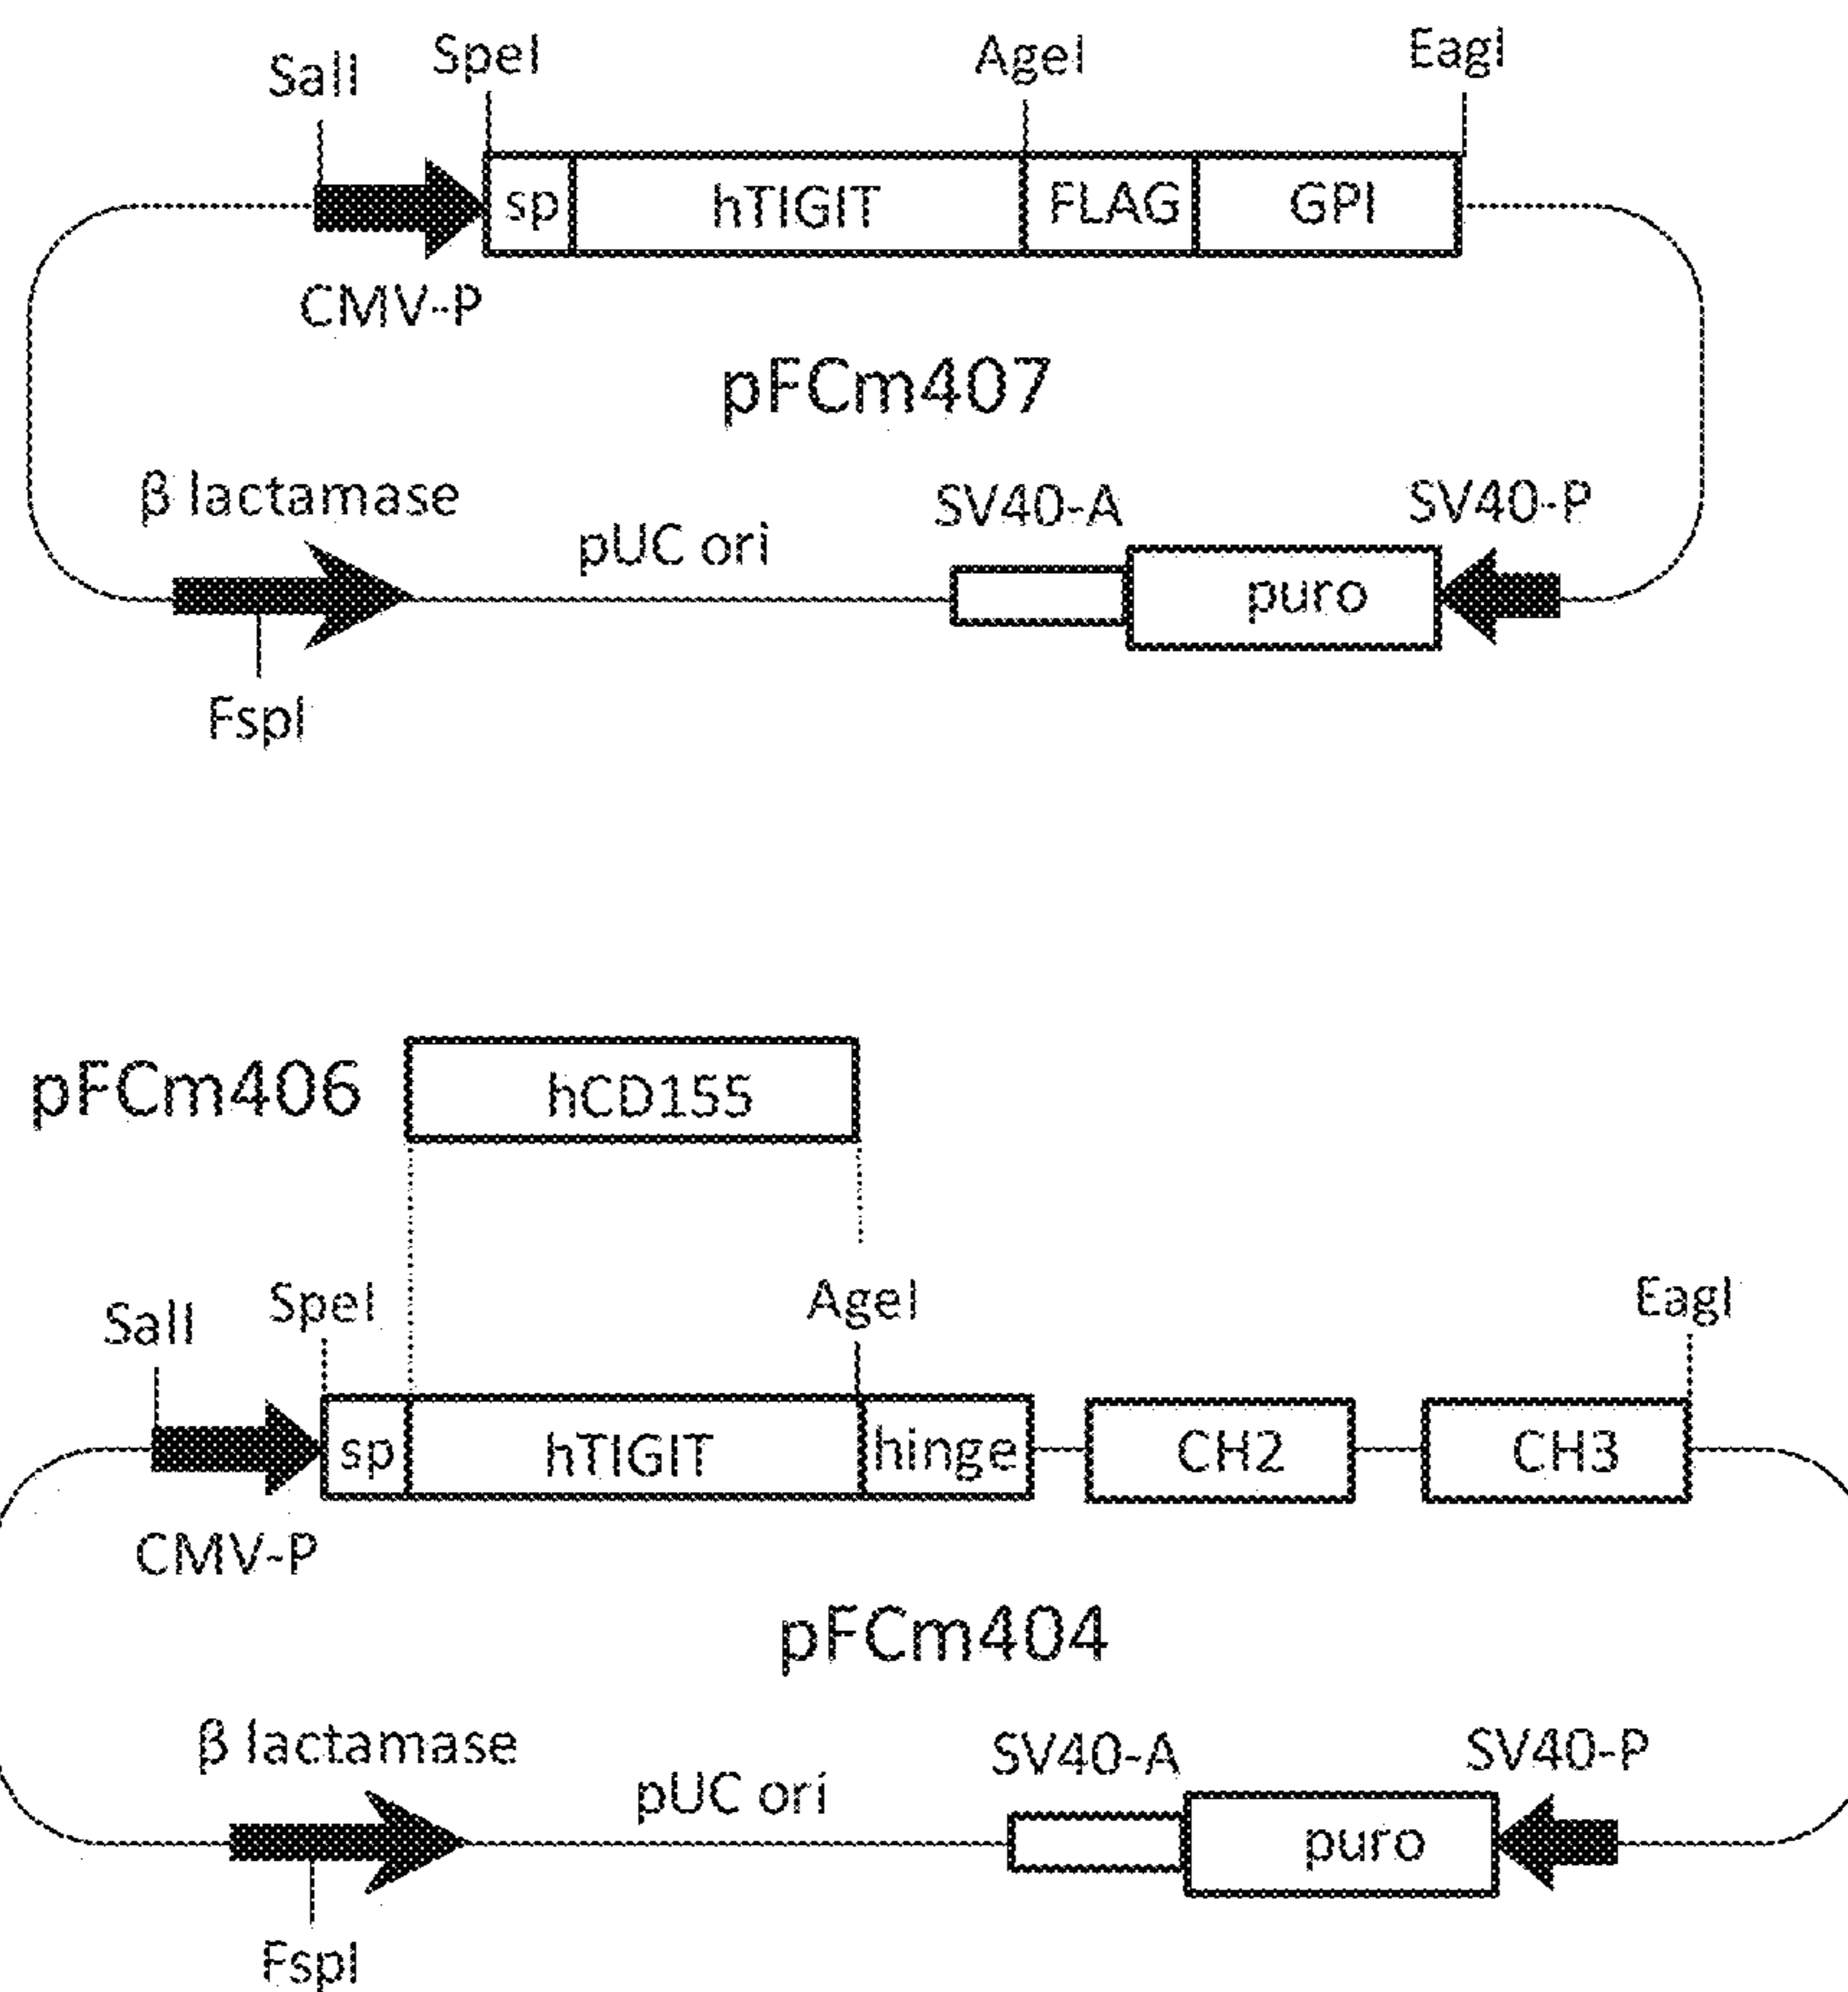 SalI SpeI AgeI EagI
sp hTIGIT FLAG GPI
CMV-P
pFCm407
β lactamase pUC ori SV40-A SV40-P
puro
FspI
pFCm406 hCD155
SalI SpeI AgeI EagI
sp hTIGIT hinge CH2 CH3
CMV-P
pFCm404
β lactamase pUC ori SV40-A SV40-P
puro
FspI